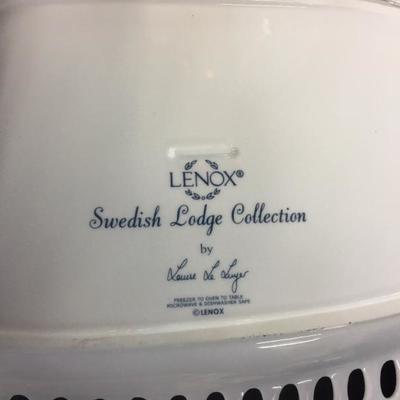 LENOX®
Swedish Lodge Collection
by
Louise Le Luyer
FREEZER TO OVEN TO TABLE
MICROWAVE & DISHWASHER SAFE
©LENOX